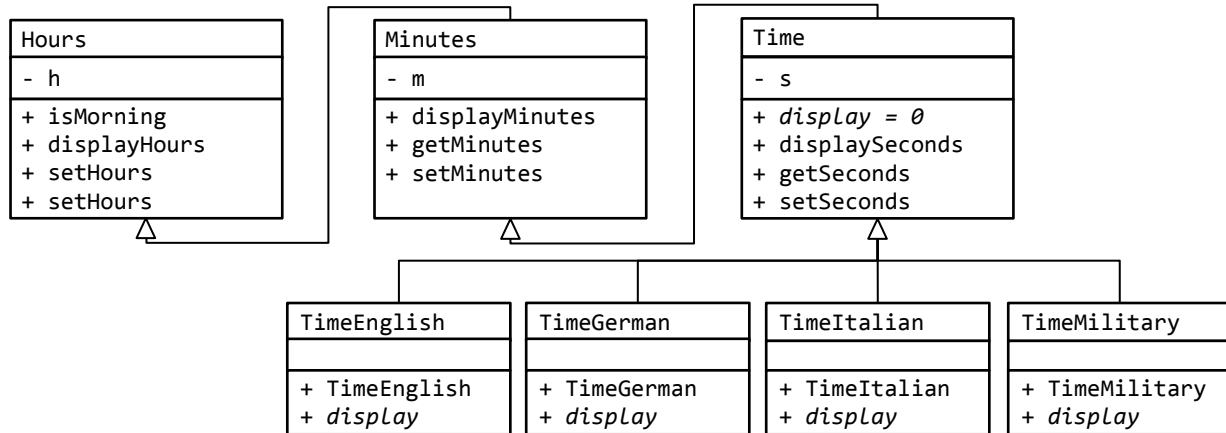 Hours
- h
+ isMorning
+ displayHours
+ setHours
+ setHours
Minutes
- m
+ displayMinutes
+ getMinutes
+ setMinutes
Time
- s
+ display = 0
+ displaySeconds
+ getSeconds
+ setSeconds
TimeEnglish
+ TimeEnglish
+ display
TimeGerman
+ TimeGerman
+ display
TimeItalian
+ TimeItalian
+ display
TimeMilitary
+ TimeMilitary
+ display